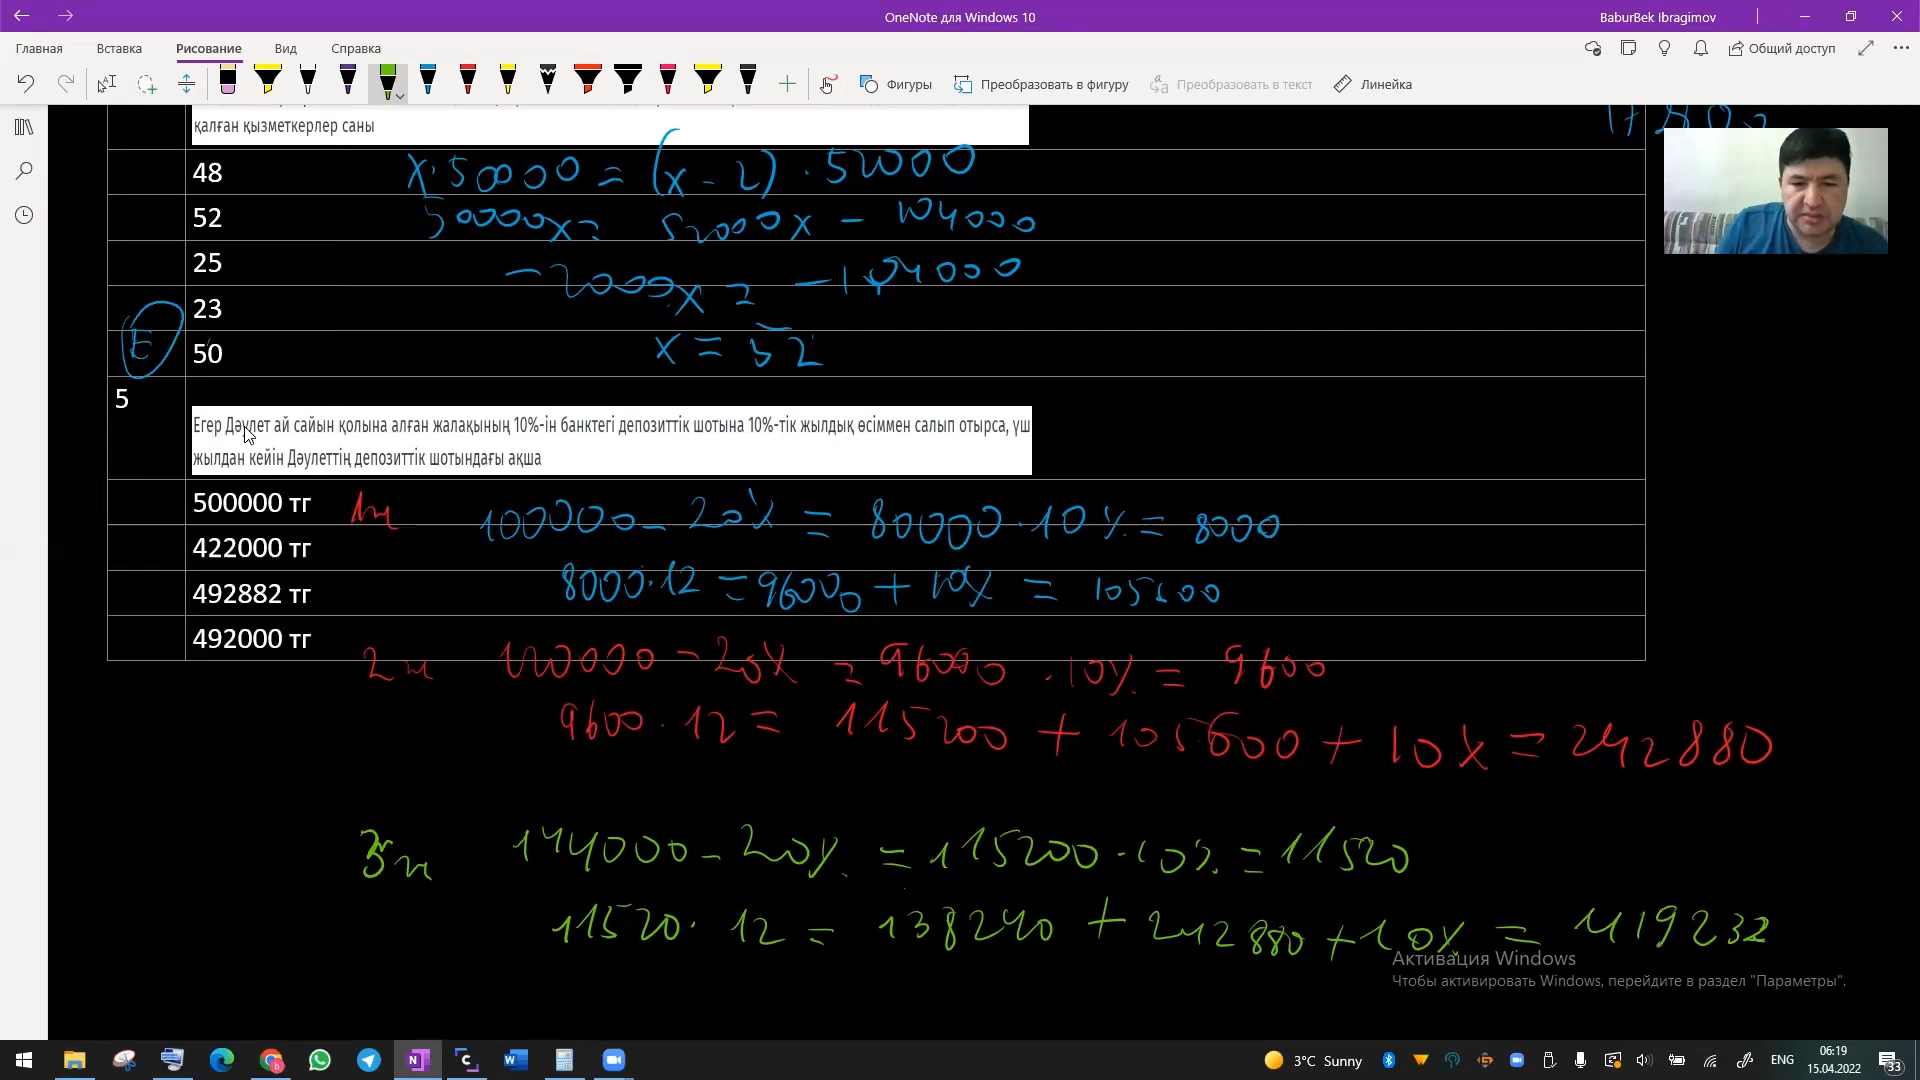 OneNote для Windows 10
BaburBek Ibragimov
Главная Вставка Рисование Вид Справка
Общий доступ
Фигуры Преобразовать в фигуру Преобразовать в текст Линейка
қалған қызметкерлер саны
48
x·50000 = (x - 2) · 52000
52
50000x = 52000x - 104000
25
-2000x = -104000
23
E
50
x = 52
5
Егер Дәулет ай сайын қолына алған жалақының 10%-ін банктегі депозиттік шотына 10%-тік жылдық өсіммен салып отырса, үш
жылдан кейін Дәулеттің депозиттік шотындағы ақша
500000 тг
1ж 100000 - 20% = 80000 · 10% = 8000
422000 тг
492882 тг
8000 · 12 = 96000 + 10% = 105600
492000 тг
2ж 120000 - 20% = 96000 · 10% = 9600
9600 · 12 = 115200 + 105600 + 10% = 242880
3ж 144000 - 20% = 115200 · 10% = 11520
11520 · 12 = 138240 + 242880 + 10% = 419232
Активация Windows
Чтобы активировать Windows, перейдите в раздел "Параметры".
3°C Sunny
ENG
06:19
15.04.2022
33